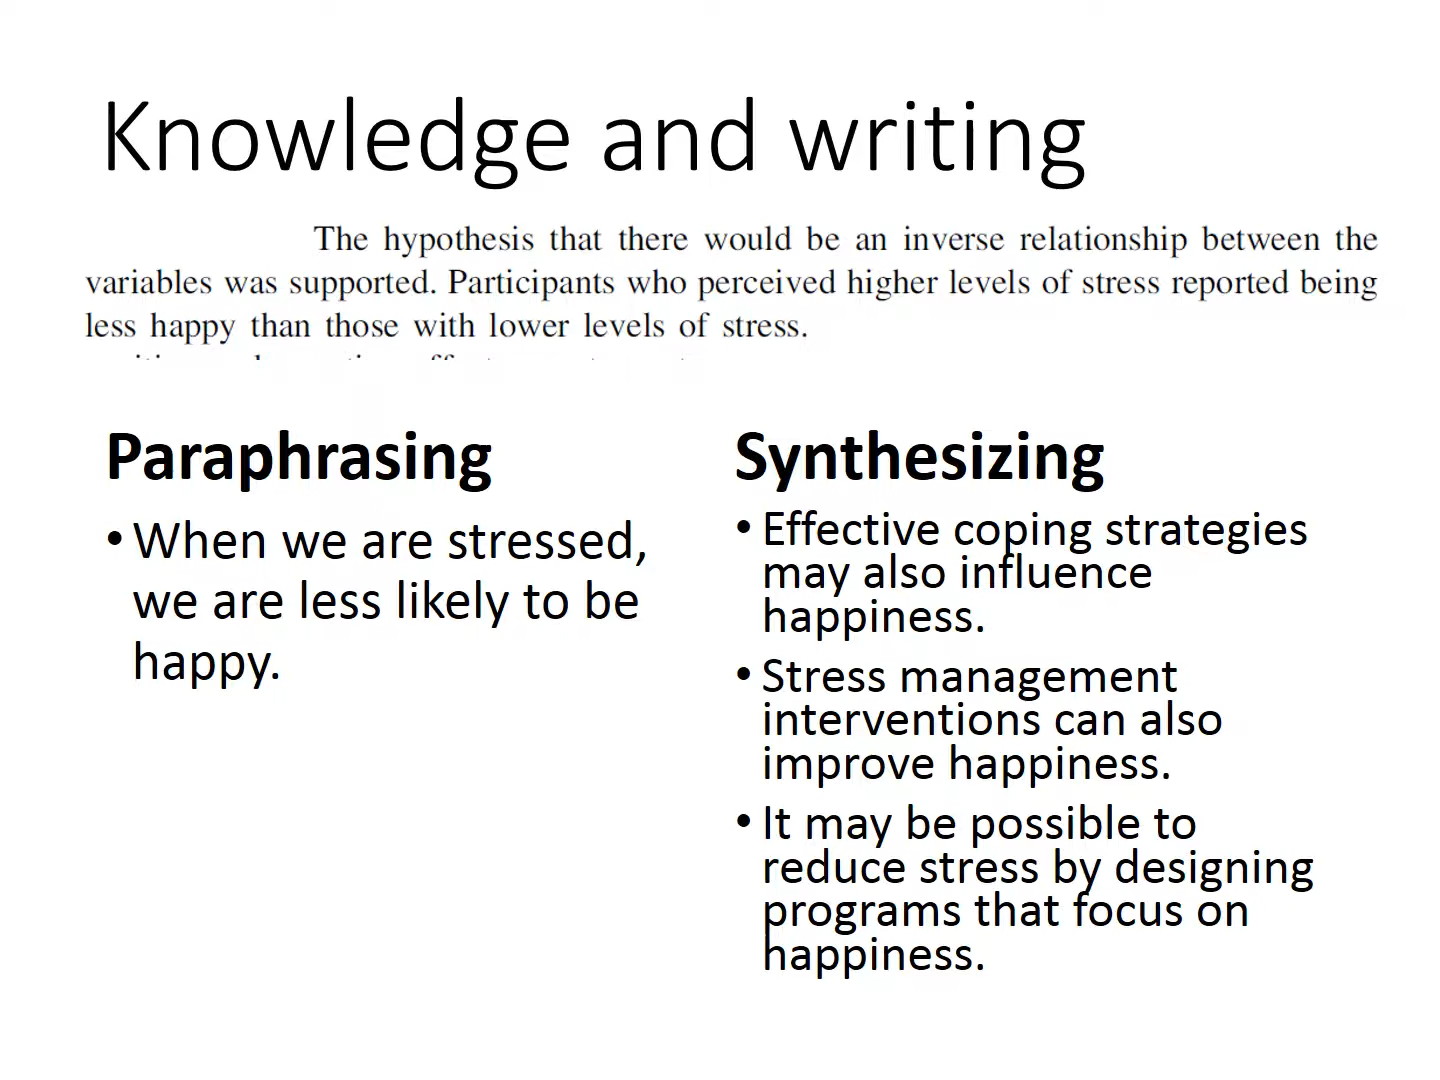 Knowledge and writing
The hypothesis that there would be an inverse relationship between the
variables was supported. Participants who perceived higher levels of stress reported being
less happy than those with lower levels of stress.
Paraphrasing
• When we are stressed,
we are less likely to be
happy.
Synthesizing
• Effective coping strategies
may also influence
happiness.
• Stress management
interventions can also
improve happiness.
• It may be possible to
reduce stress by designing
programs that focus on
happiness.